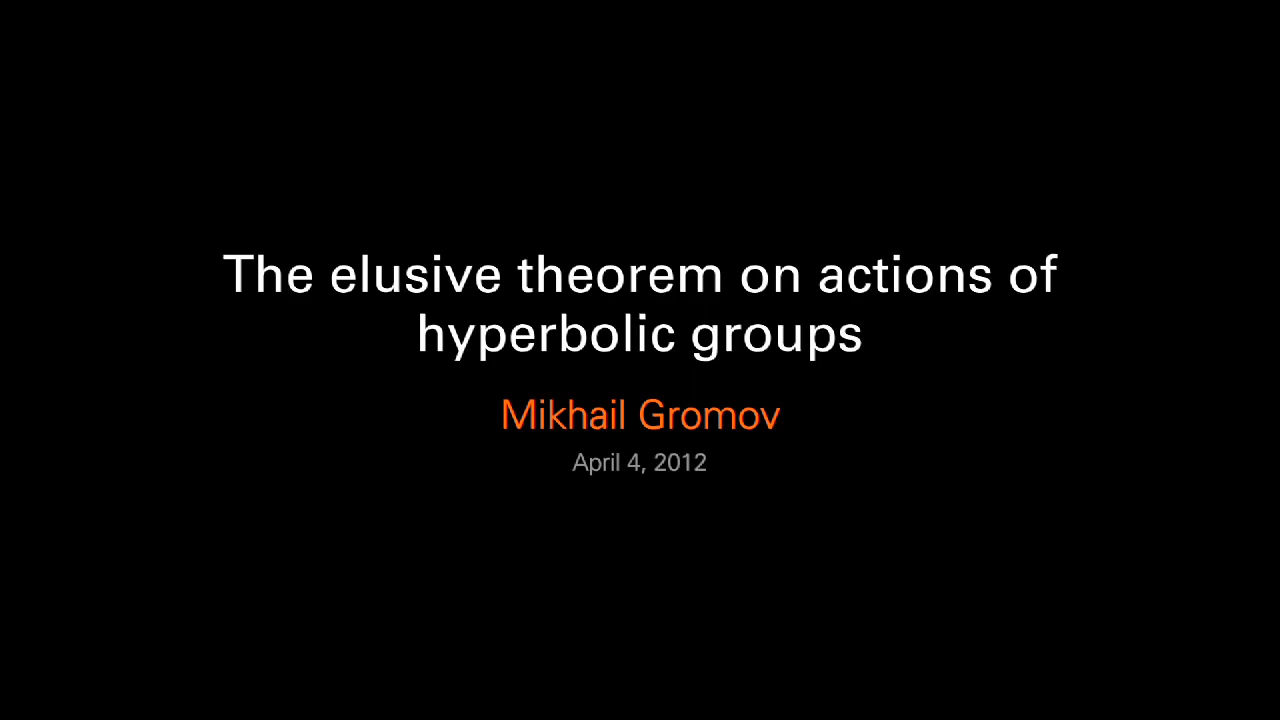 The elusive theorem on actions of
hyperbolic groups
Mikhail Gromov
April 4, 2012